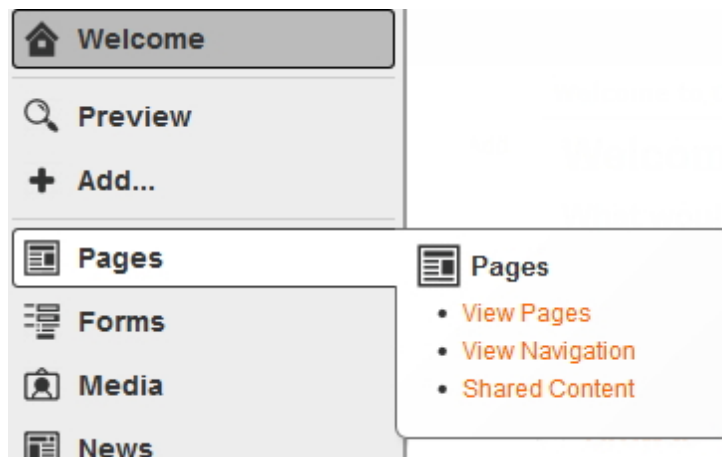 Welcome
Preview
Add...
Pages
Forms
Media
News
Pages
View Pages
View Navigation
Shared Content